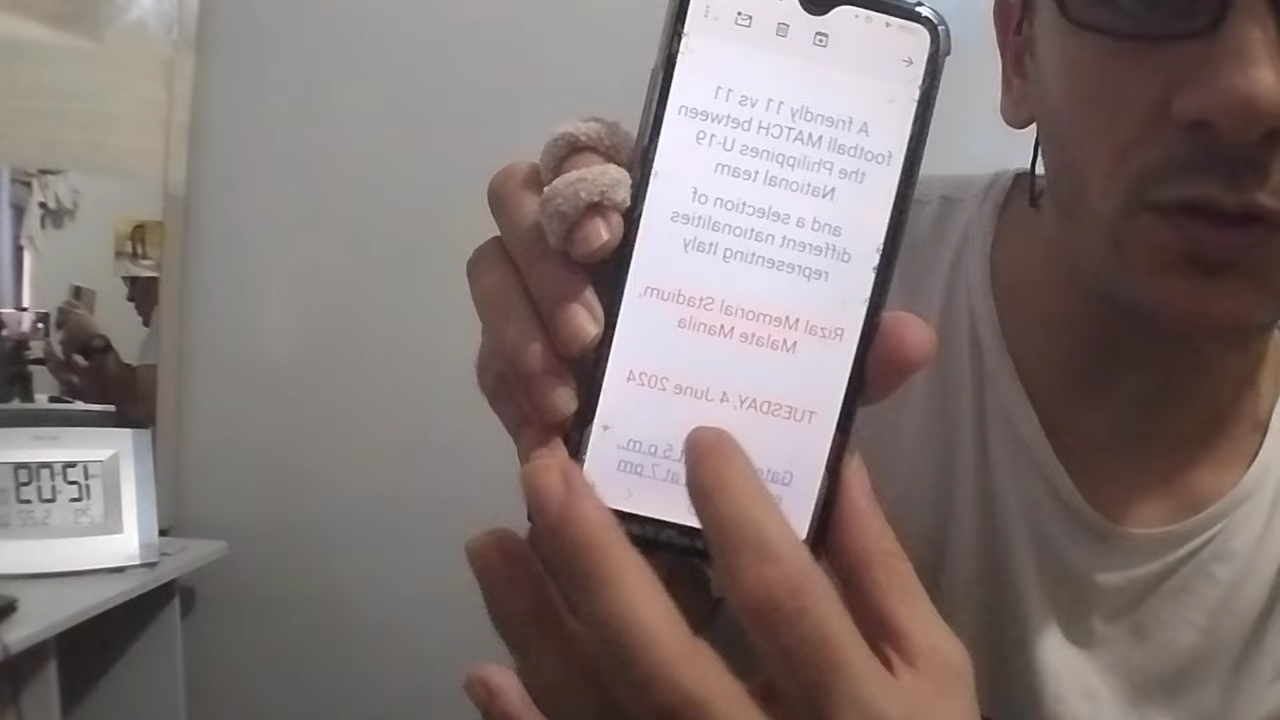 A friendly 11 vs 11
football MATCH between
the Philippines U-19
National team
and a selection of
different nationalities
representing Italy
Rizal Memorial Stadium,
Malate Manila
TUESDAY, 4 June 2024
5 p.m.
at 7 pm